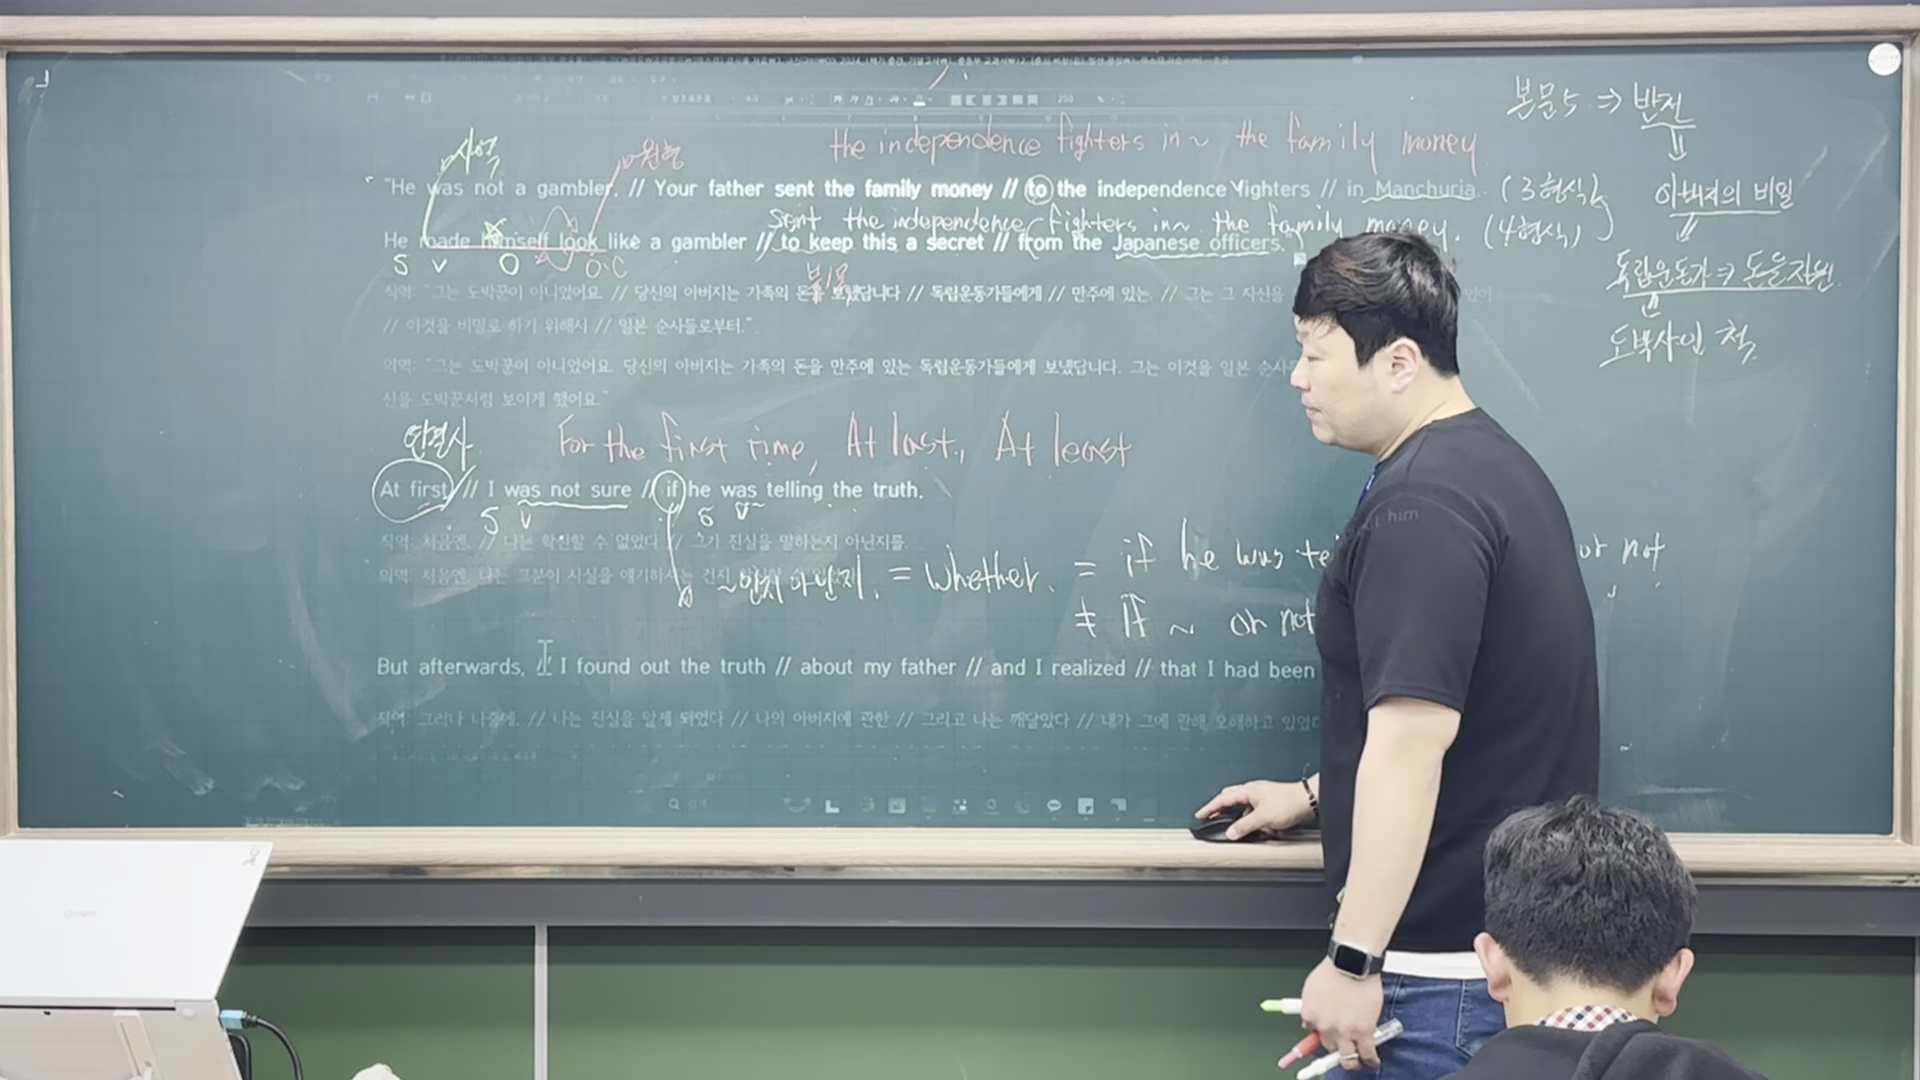 본문5 ⇒ 반전
the independence fighters in ~ the family money
사역
원형
"He was not a gambler. // Your father sent the family money // to the independence fighters // in Manchuria. (3형식)
아버지의 비밀
sent the independence fighters in ~ the family money. (4형식)
He made himself look like a gambler // to keep this a secret // from the Japanese officers."
S V O O·C
직역: "그는 도박꾼이 아니었어요. // 당신의 아버지는 가족의 돈을 보냈답니다 // 독립운동가들에게 // 만주에 있는. // 그는 그 자신을
독립운동가 ⇒ 돈을 지원
// 이것을 비밀로 하기 위해서 // 일본 순사들로부터."
도박사인 척
의역: "그는 도박꾼이 아니었어요. 당신의 아버지는 가족의 돈을 만주에 있는 독립운동가들에게 보냈답니다. 그는 이것을 일본 순사
신을 도박꾼처럼 보이게 했어요."
연결사
For the first time, At last, At least
At first, // I was not sure // if he was telling the truth.
S V S V
직역: 처음엔, // 나는 확신할 수 없었다 // 그가 진실을 말하는지 아닌지를.
him
if he was or not
의역: 처음엔, 나는 그분이 사실을 얘기하시는 건지
~인지 아닌지. = whether. =
≠ If ~ or not
But afterwards, I found out the truth // about my father // and I realized // that I had been
직역: 그러나 나중에. // 나는 진실을 알게 되었다 // 나의 아버지에 관한 // 그리고 나는 깨달았다 // 내가 그에 관해 오해하고 있었